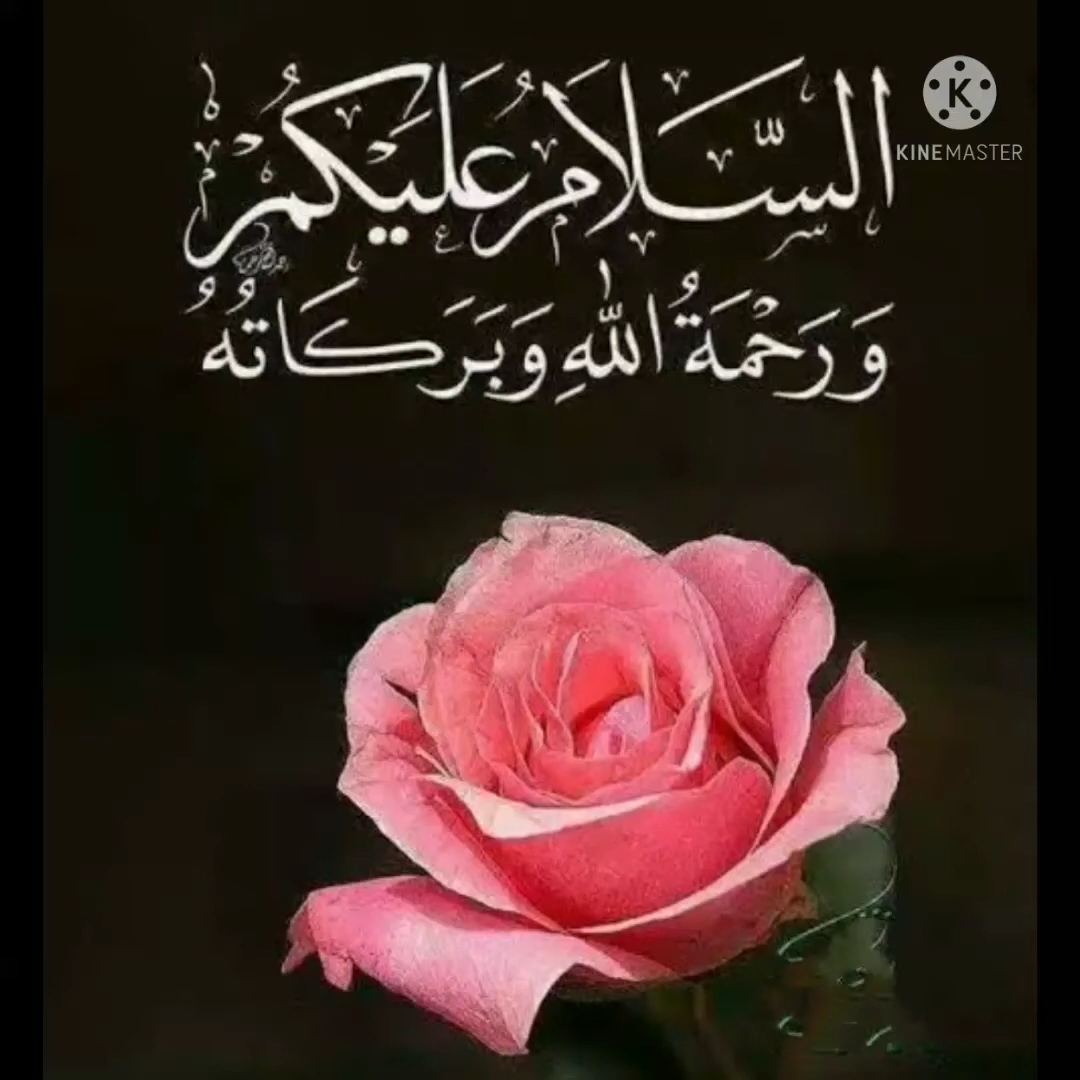 السَّلَامُ عَلَيْكُمْ
وَرَحْمَةُ اللهِ وَبَرَكَاتُهُ
K
KINEMASTER